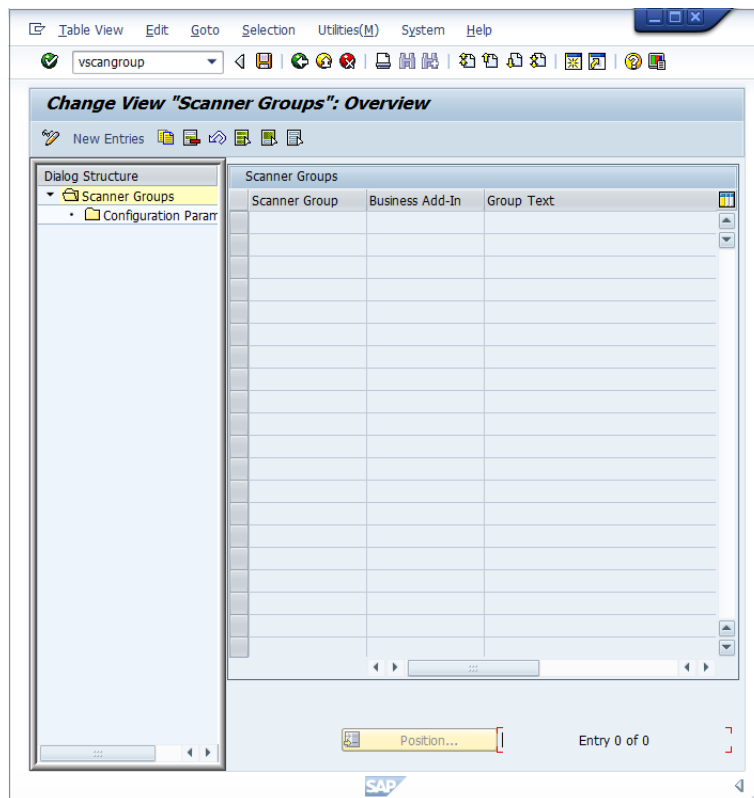 Table View Edit Goto Selection Utilities(M) System Help
vscangroup
Change View "Scanner Groups": Overview
New Entries
Dialog Structure
Scanner Groups
Configuration Param
Scanner Groups
Scanner Group Business Add-In Group Text
Position... Entry 0 of 0
SAP